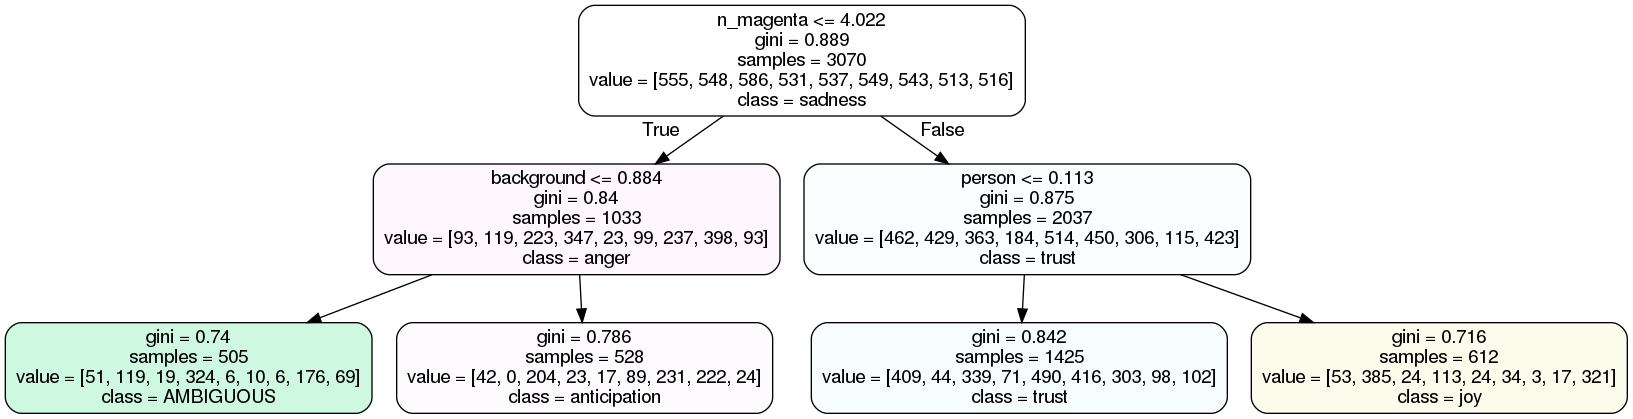 n_magenta <= 4.022
gini = 0.889
samples = 3070
value = [555, 548, 586, 531, 537, 549, 543, 513, 516]
class = sadness
True
False
background <= 0.884
gini = 0.84
samples = 1033
value = [93, 119, 223, 347, 23, 99, 237, 398, 93]
class = anger
person <= 0.113
gini = 0.875
samples = 2037
value = [462, 429, 363, 184, 514, 450, 306, 115, 423]
class = trust
gini = 0.74
samples = 505
value = [51, 119, 19, 324, 6, 10, 6, 176, 69]
class = AMBIGUOUS
gini = 0.786
samples = 528
value = [42, 0, 204, 23, 17, 89, 231, 222, 24]
class = anticipation
gini = 0.842
samples = 1425
value = [409, 44, 339, 71, 490, 416, 303, 98, 102]
class = trust
gini = 0.716
samples = 612
value = [53, 385, 24, 113, 24, 34, 3, 17, 321]
class = joy